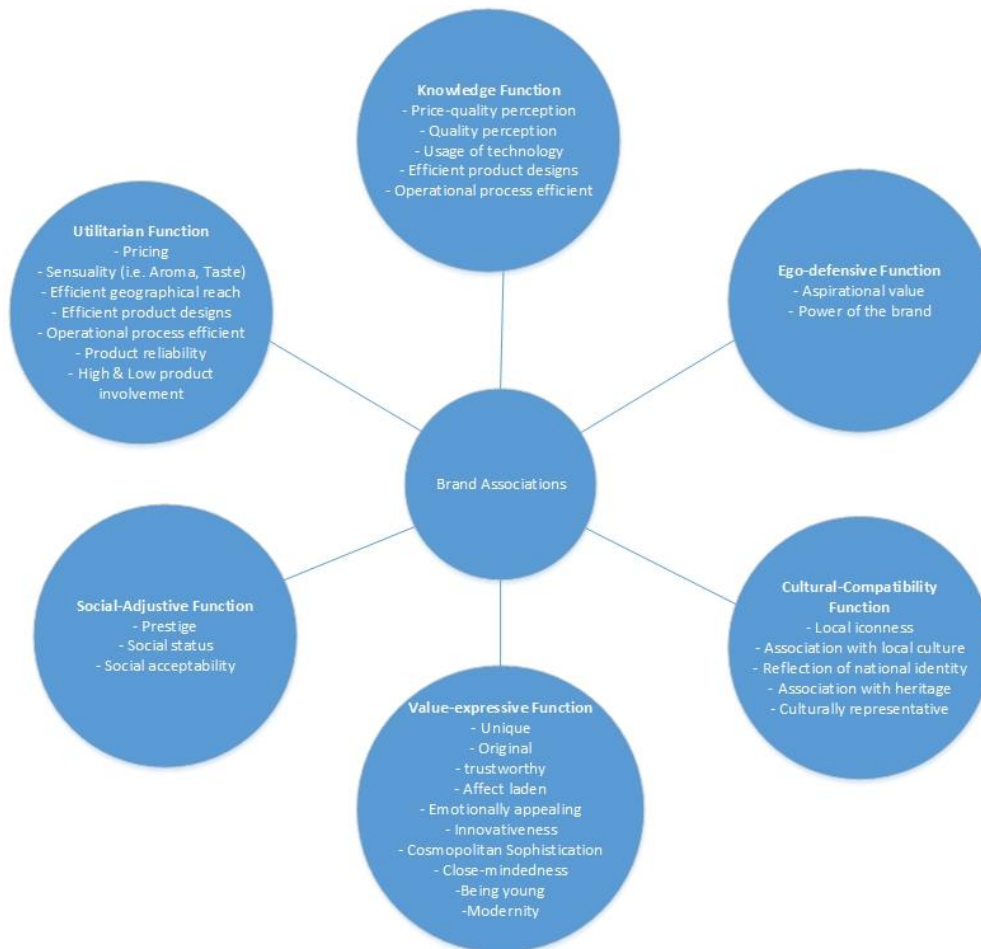 Knowledge Function
- Price-quality perception
- Quality perception
- Usage of technology
- Efficient product designs
- Operational process efficient
Utilitarian Function
- Pricing
- Sensuality (i.e. Aroma, Taste)
- Efficient geographical reach
- Efficient product designs
- Operational process efficient
- Product reliability
- High & Low product
involvement
Ego-defensive Function
- Aspirational value
- Power of the brand
Brand Associations
Social-Adjustive Function
- Prestige
- Social status
- Social acceptability
Cultural-Compatibility
Function
- Local iconness
- Association with local culture
- Reflection of national identity
- Association with heritage
- Culturally representative
Value-expressive Function
- Unique
- Original
- trustworthy
- Affect laden
- Emotionally appealing
- Innovativeness
- Cosmopolitan Sophistication
- Close-mindedness
-Being young
-Modernity